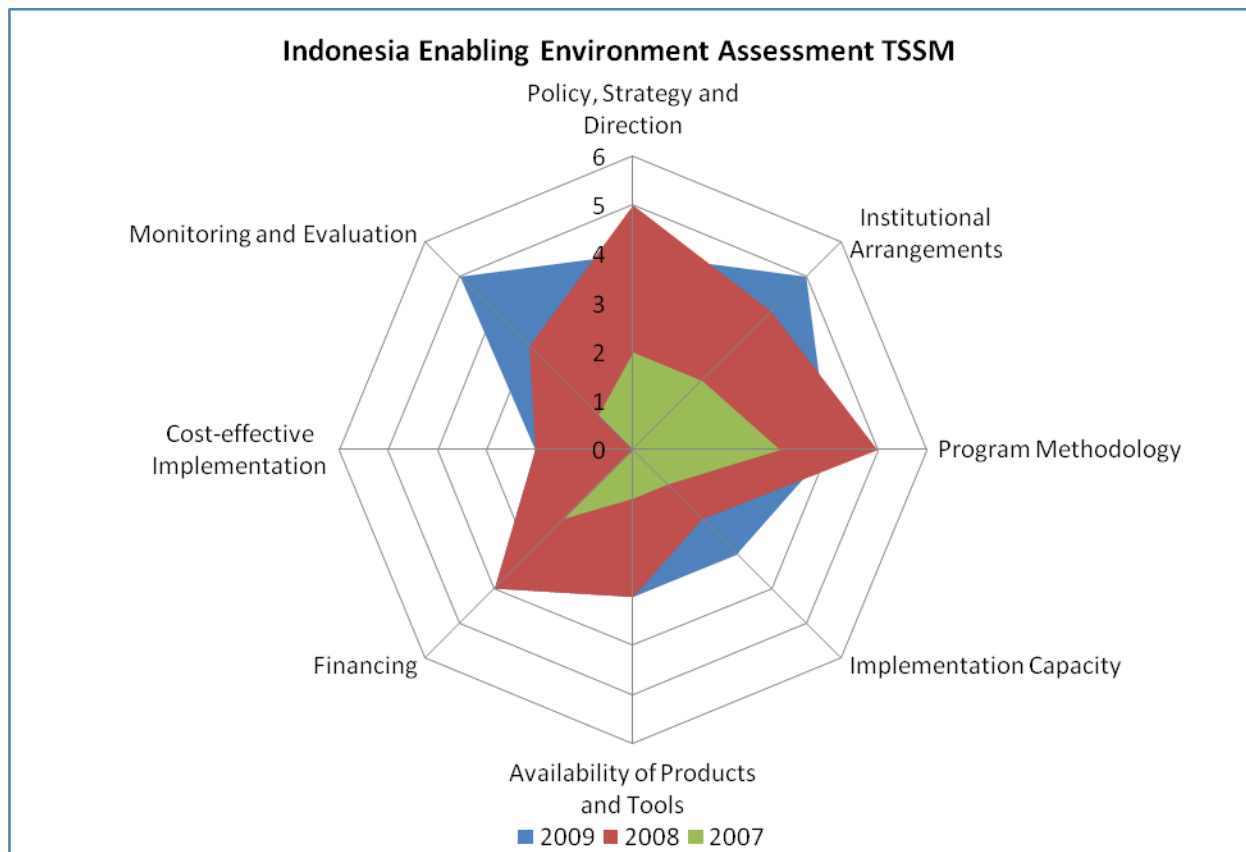 Indonesia Enabling Environment Assessment TSSM
Policy, Strategy and
Direction
6
5
4
3
2
1
0
Institutional
Arrangements
Program Methodology
Implementation Capacity
Availability of Products
and Tools
Financing
Cost-effective
Implementation
Monitoring and Evaluation
2009 2008 2007